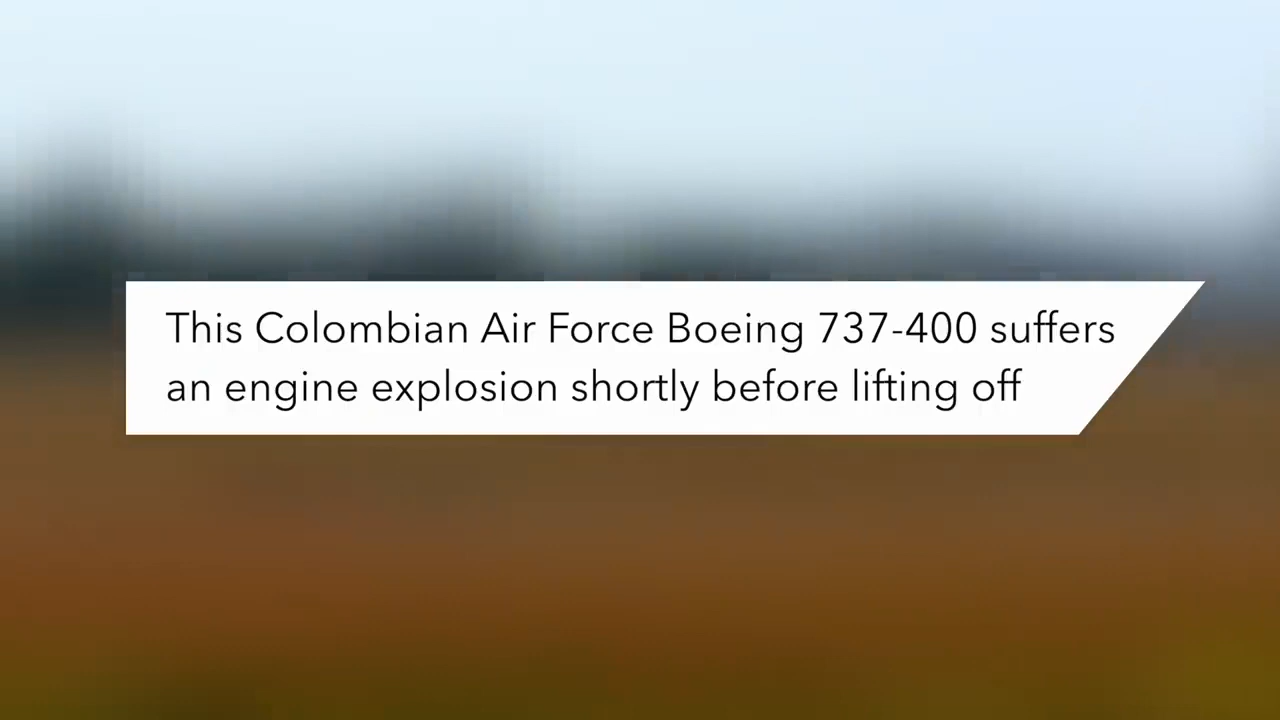 This Colombian Air Force Boeing 737-400 suffers
an engine explosion shortly before lifting off